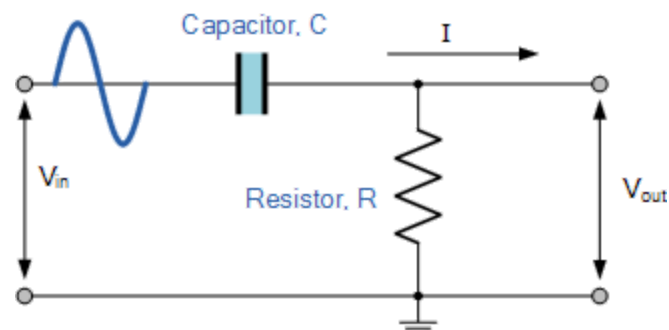 Capacitor, C
I
Vin
Resistor, R
Vout